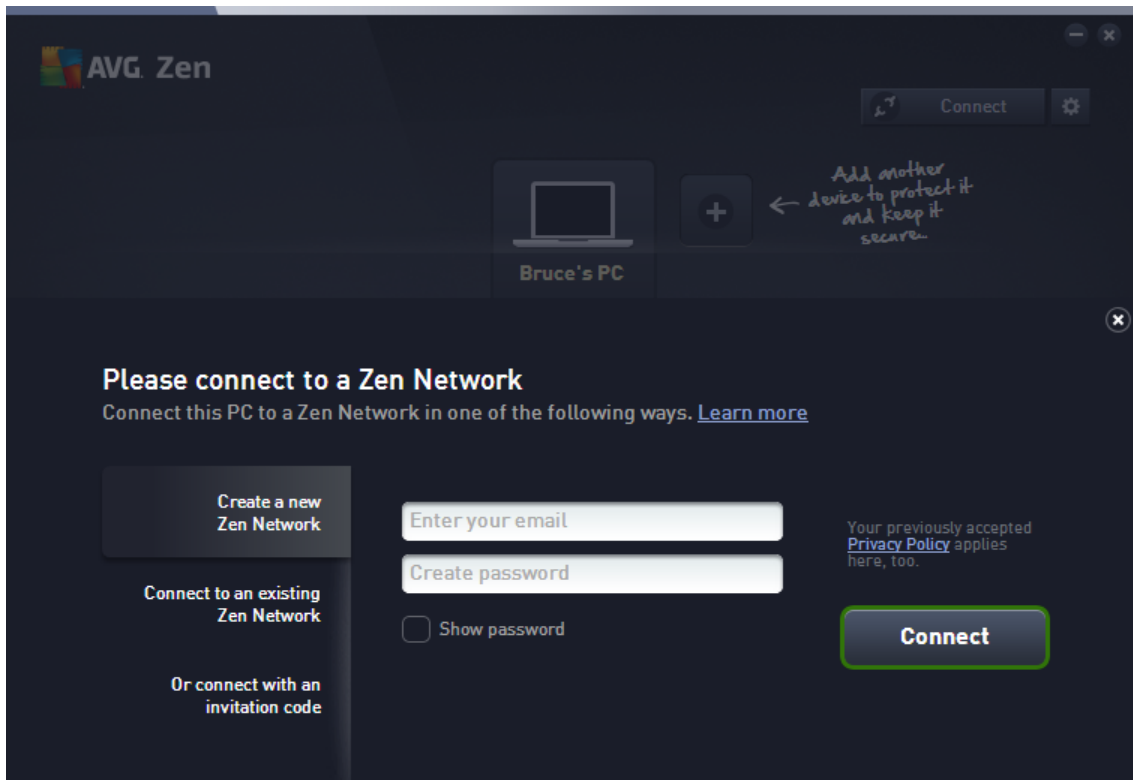 AVG. Zen
Connect
Add another
device to protect it
and keep it
secure
Bruce's PC
Please connect to a Zen Network
Connect this PC to a Zen Network in one of the following ways. Learn more
Create a new
Zen Network
Connect to an existing
Zen Network
Or connect with an
invitation code
Enter your email
Create password
Show password
Your previously accepted
Privacy Policy applies
here, too.
Connect